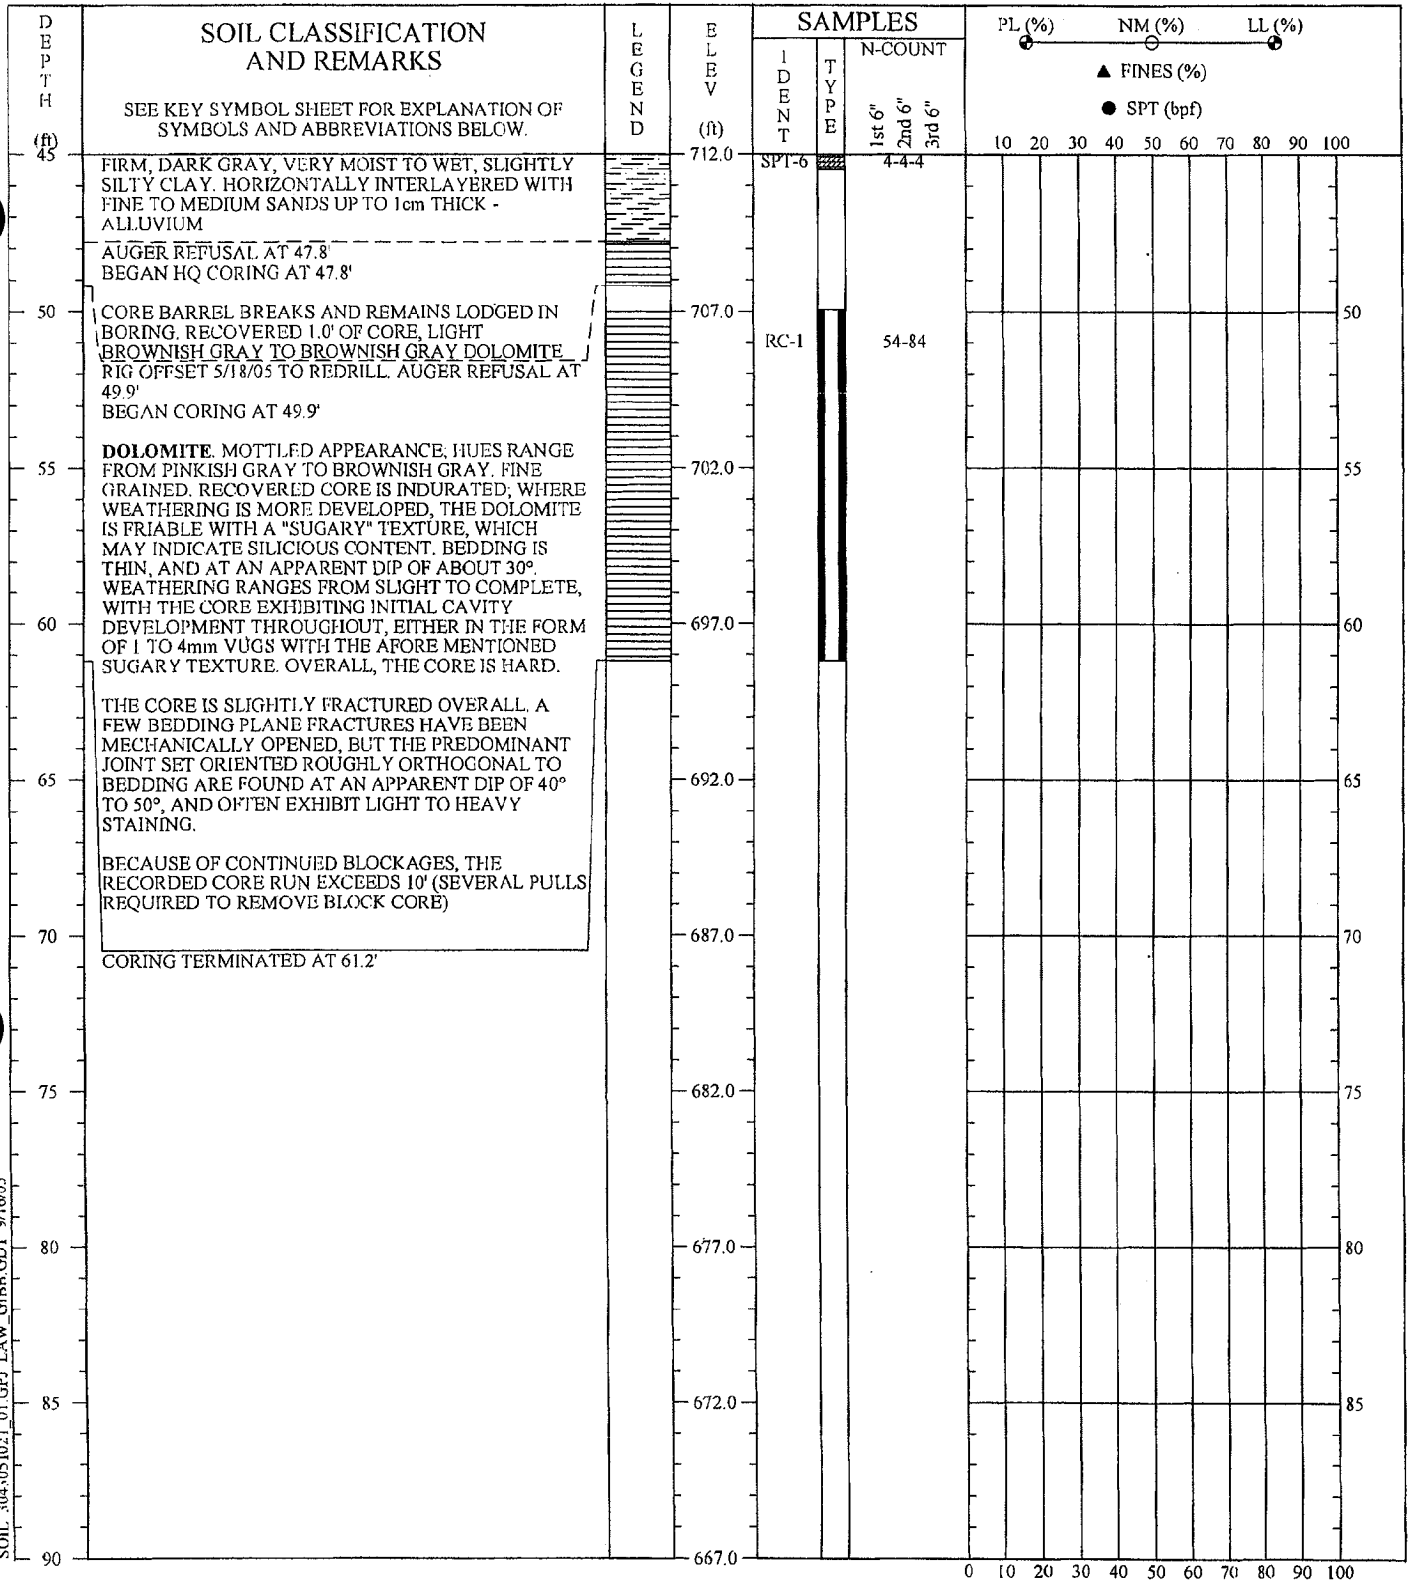 DEPTH (ft)
SOIL CLASSIFICATION
AND REMARKS
SEE KEY SYMBOL SHEET FOR EXPLANATION OF
SYMBOLS AND ABBREVIATIONS BELOW.
LEGEND
ELEV (ft)
SAMPLES
IDENT
TYPE
N-COUNT
1st 6"
2nd 6"
3rd 6"
PL (%) NM (%) LL (%)
▲ FINES (%)
● SPT (bpf)
10 20 30 40 50 60 70 80 90 100
45
FIRM, DARK GRAY, VERY MOIST TO WET, SLIGHTLY
SILTY CLAY. HORIZONTALLY INTERLAYERED WITH
FINE TO MEDIUM SANDS UP TO 1cm THICK -
ALLUVIUM
712.0
SPT-6 4-4-4
AUGER REFUSAL AT 47.8'
BEGAN HQ CORING AT 47.8'
50
CORE BARREL BREAKS AND REMAINS LODGED IN
BORING. RECOVERED 1.0' OF CORE, LIGHT
BROWNISH GRAY TO BROWNISH GRAY DOLOMITE
707.0
50
RC-1 54-84
RIG OFFSET 5/18/05 TO REDRILL. AUGER REFUSAL AT
49.9'
BEGAN CORING AT 49.9'
DOLOMITE. MOTTLED APPEARANCE; HUES RANGE
FROM PINKISH GRAY TO BROWNISH GRAY. FINE
GRAINED. RECOVERED CORE IS INDURATED; WHERE
WEATHERING IS MORE DEVELOPED, THE DOLOMITE
IS FRIABLE WITH A "SUGARY" TEXTURE, WHICH
MAY INDICATE SILICIOUS CONTENT. BEDDING IS
THIN, AND AT AN APPARENT DIP OF ABOUT 30°.
WEATHERING RANGES FROM SLIGHT TO COMPLETE,
WITH THE CORE EXHIBITING INITIAL CAVITY
DEVELOPMENT THROUGHOUT, EITHER IN THE FORM
OF 1 TO 4mm VUGS WITH THE AFORE MENTIONED
SUGARY TEXTURE. OVERALL, THE CORE IS HARD.
55
702.0
55
60
697.0
60
THE CORE IS SLIGHTLY FRACTURED OVERALL. A
FEW BEDDING PLANE FRACTURES HAVE BEEN
MECHANICALLY OPENED, BUT THE PREDOMINANT
JOINT SET ORIENTED ROUGHLY ORTHOGONAL TO
BEDDING ARE FOUND AT AN APPARENT DIP OF 40°
TO 50°, AND OFTEN EXHIBIT LIGHT TO HEAVY
STAINING.
65
692.0
65
BECAUSE OF CONTINUED BLOCKAGES, THE
RECORDED CORE RUN EXCEEDS 10' (SEVERAL PULLS
REQUIRED TO REMOVE BLOCK CORE)
70
687.0
70
CORING TERMINATED AT 61.2'
75
682.0
75
80
677.0
80
85
672.0
85
90
667.0
0 10 20 30 40 50 60 70 80 90 100